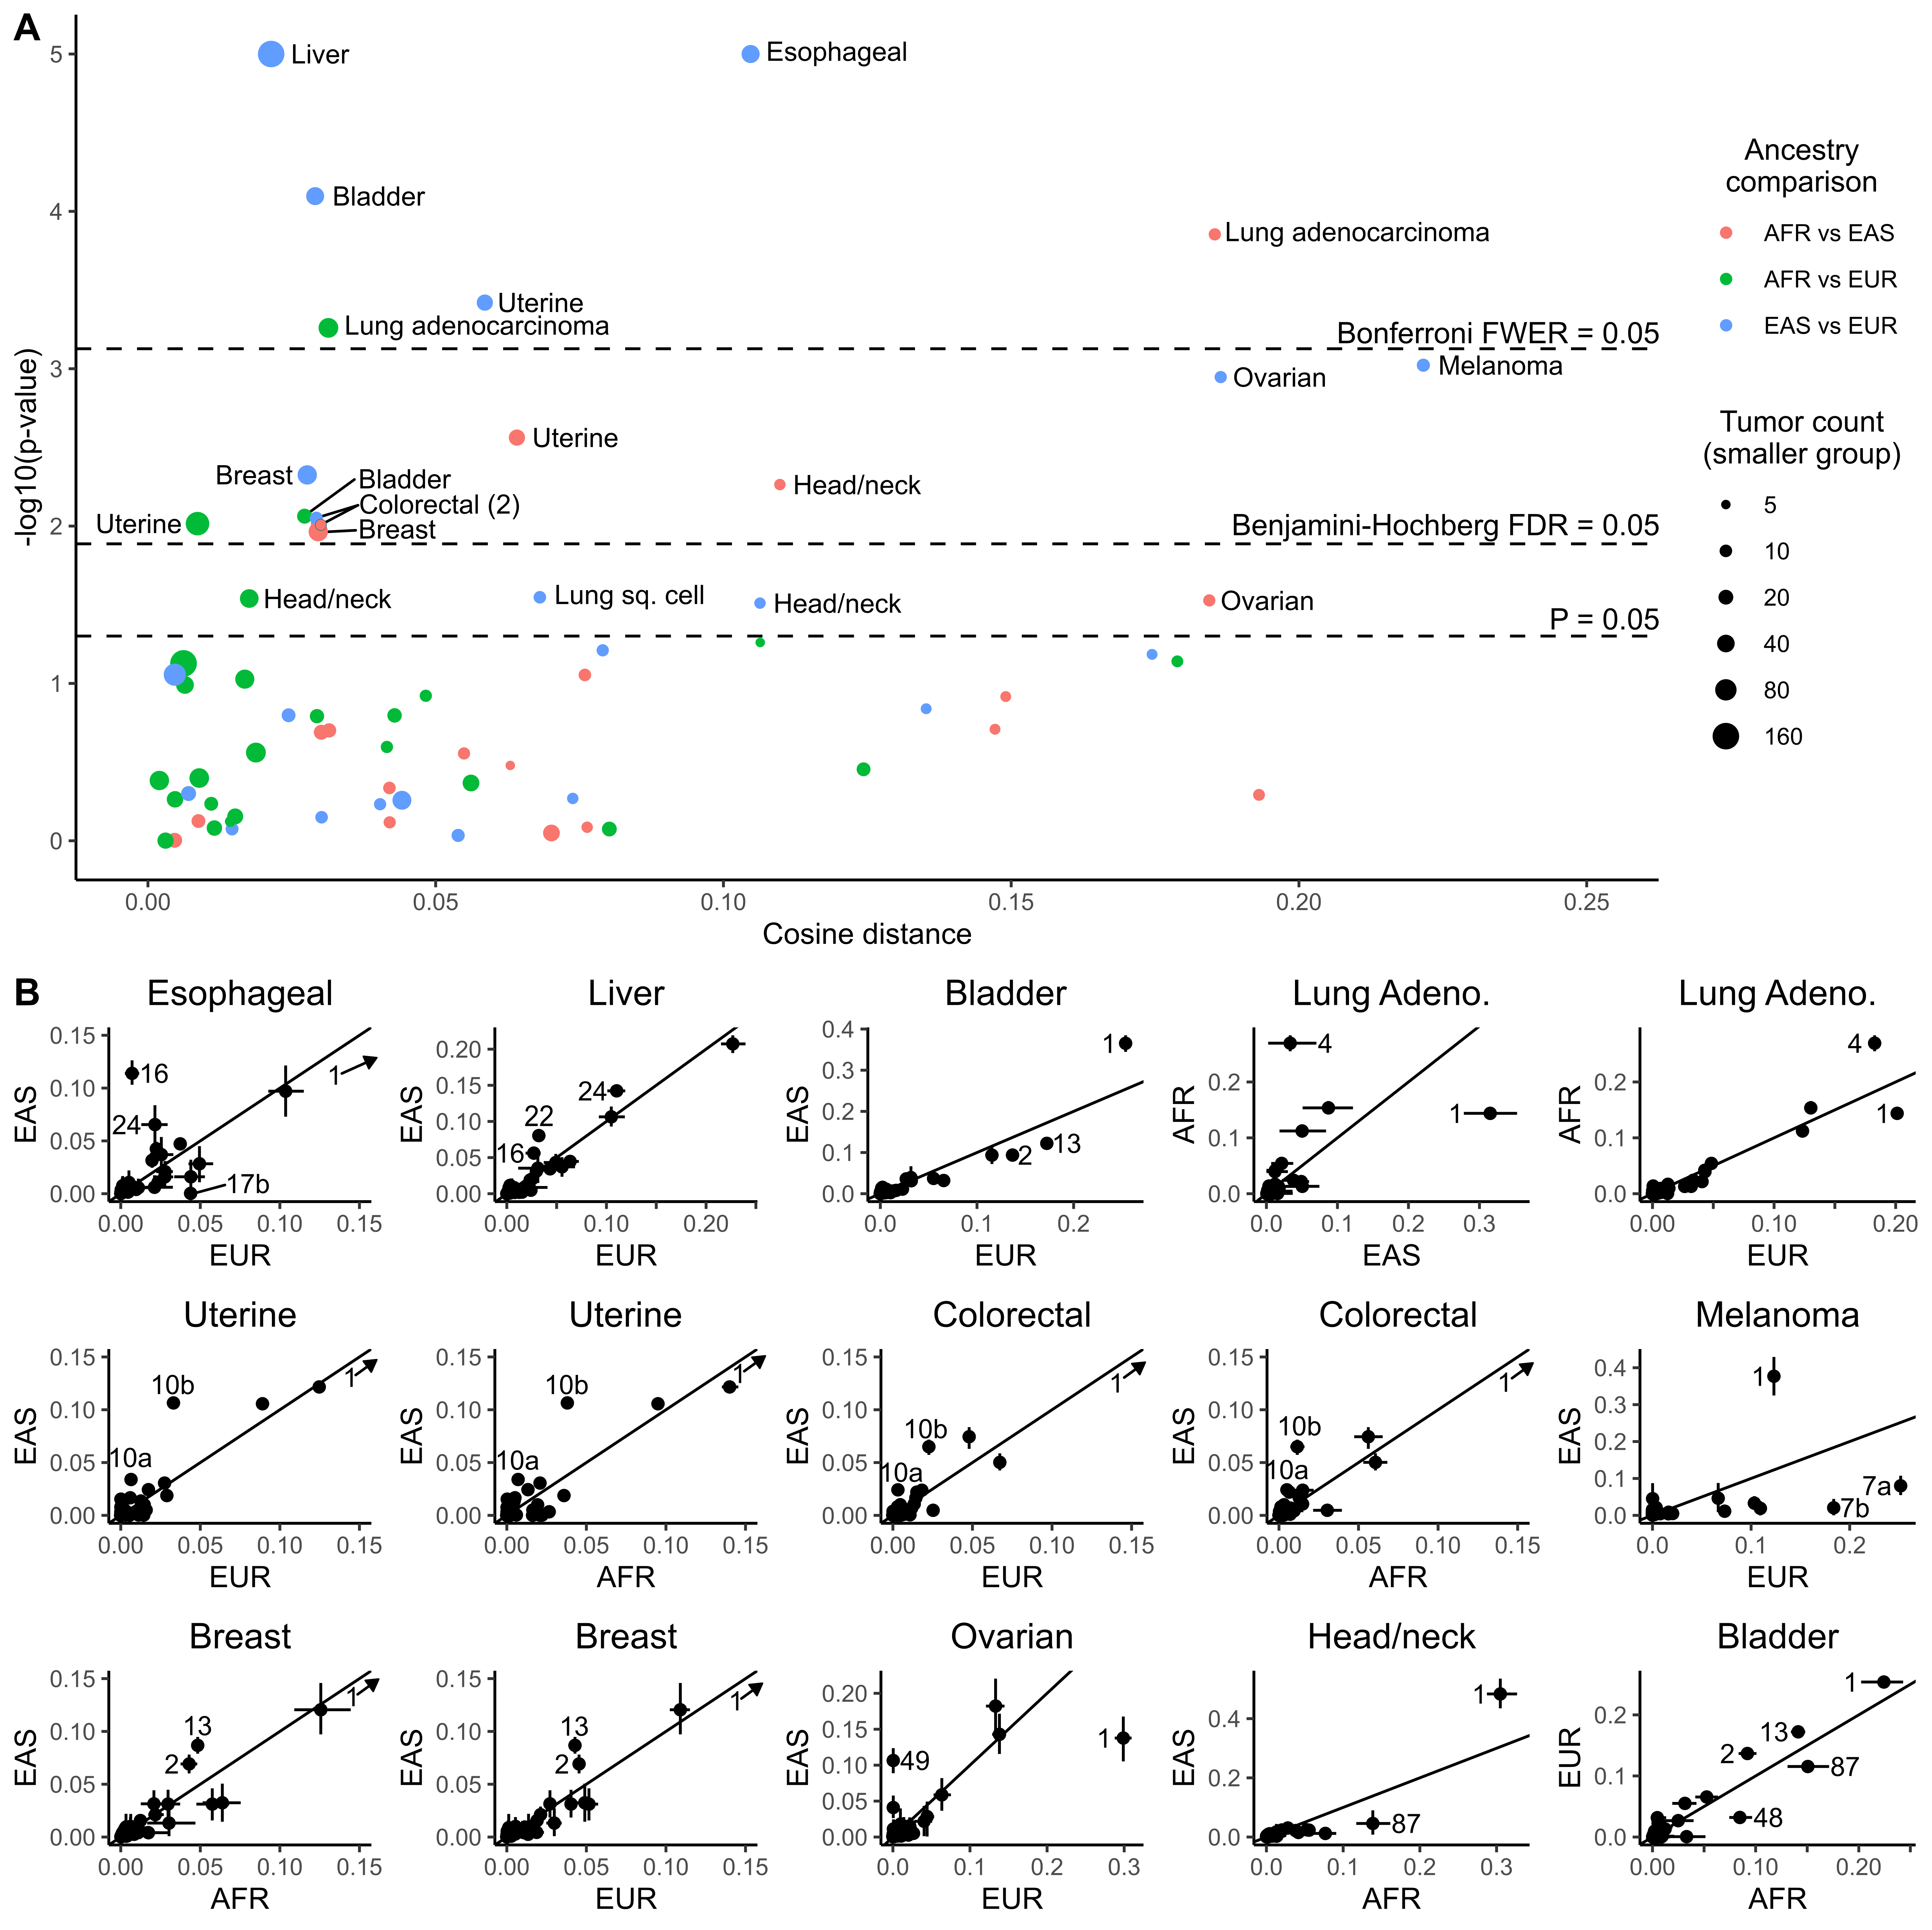 A
5
4
3
2
1
0
-log10(p-value)
Liver
Esophageal
Bladder
Lung adenocarcinoma
Uterine
Lung adenocarcinoma
Bonferroni FWER = 0.05
Melanoma
Ovarian
Uterine
Breast
Bladder
Head/neck
Colorectal (2)
Uterine
Breast
Benjamini-Hochberg FDR = 0.05
Head/neck
Lung sq. cell
Head/neck
Ovarian
P = 0.05
0.00 0.05 0.10 0.15 0.20 0.25
Cosine distance
Ancestry
comparison
AFR vs EAS
AFR vs EUR
EAS vs EUR
Tumor count
(smaller group)
5
10
20
40
80
160
B
Esophageal
EAS
0.15
0.10
0.05
0.00
16
1
24
17b
0.00 0.05 0.10 0.15
EUR
Liver
EAS
0.20
0.15
0.10
0.05
0.00
24
22
16
0.00 0.10 0.20
EUR
Bladder
EAS
0.4
0.3
0.2
0.1
0.0
1
13
2
0.0 0.1 0.2
EUR
Lung Adeno.
AFR
0.2
0.1
0.0
4
1
0.0 0.1 0.2 0.3
EAS
Lung Adeno.
AFR
0.2
0.1
0.0
4
1
0.00 0.10 0.20
EUR
Uterine
EAS
0.15
0.10
0.05
0.00
1
10b
10a
0.00 0.05 0.10 0.15
EUR
Uterine
EAS
0.15
0.10
0.05
0.00
1
10b
10a
0.00 0.05 0.10 0.15
AFR
Colorectal
EAS
0.15
0.10
0.05
0.00
1
10b
10a
0.00 0.05 0.10 0.15
EUR
Colorectal
EAS
0.15
0.10
0.05
0.00
1
10b
10a
0.00 0.05 0.10 0.15
AFR
Melanoma
EAS
0.4
0.3
0.2
0.1
0.0
1
7a
7b
0.0 0.1 0.2
EUR
Breast
EAS
0.15
0.10
0.05
0.00
1
13
2
0.00 0.05 0.10 0.15
AFR
Breast
EAS
0.15
0.10
0.05
0.00
1
13
2
0.00 0.05 0.10 0.15
EUR
Ovarian
EAS
0.20
0.15
0.10
0.05
0.00
1
49
0.0 0.1 0.2 0.3
EUR
Head/neck
EAS
0.4
0.2
0.0
1
87
0.0 0.1 0.2 0.3
AFR
Bladder
EUR
0.2
0.1
0.0
1
13
2
87
48
0.00 0.10 0.20
AFR